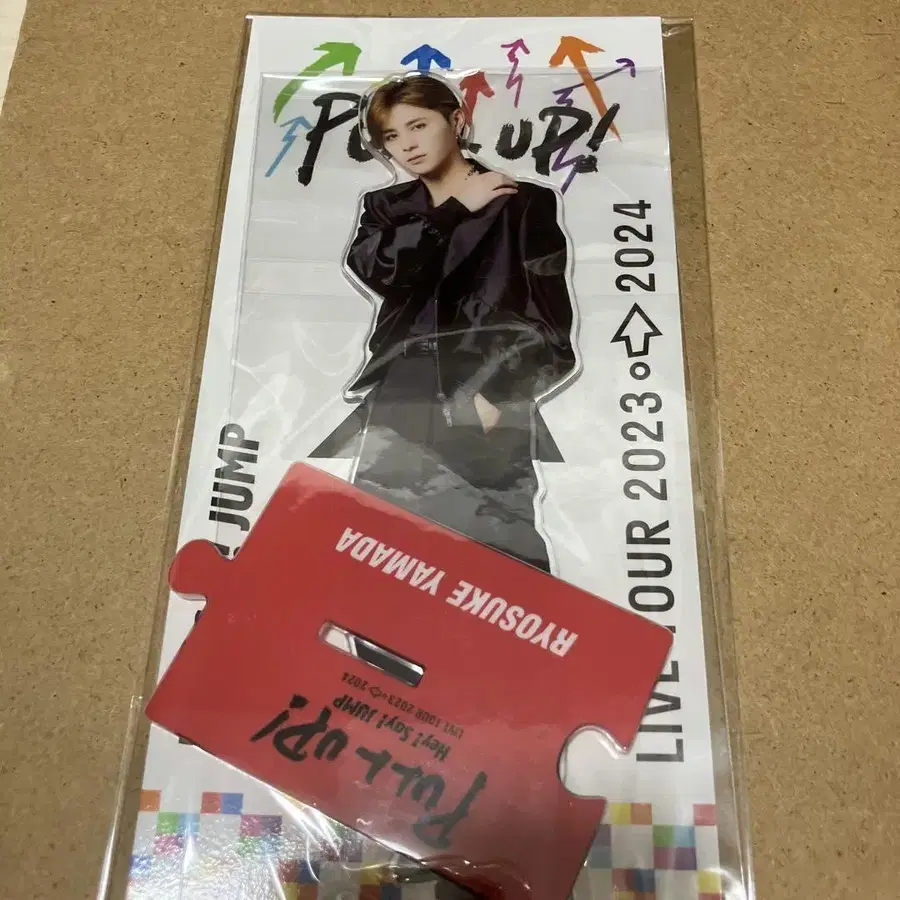 PULL UP!
JUMP
LIVE TOUR 2023 2024
RYOSUKE YAMADA
PULL UP!
Hey! Say! JUMP
LIVE TOUR 2023 2024